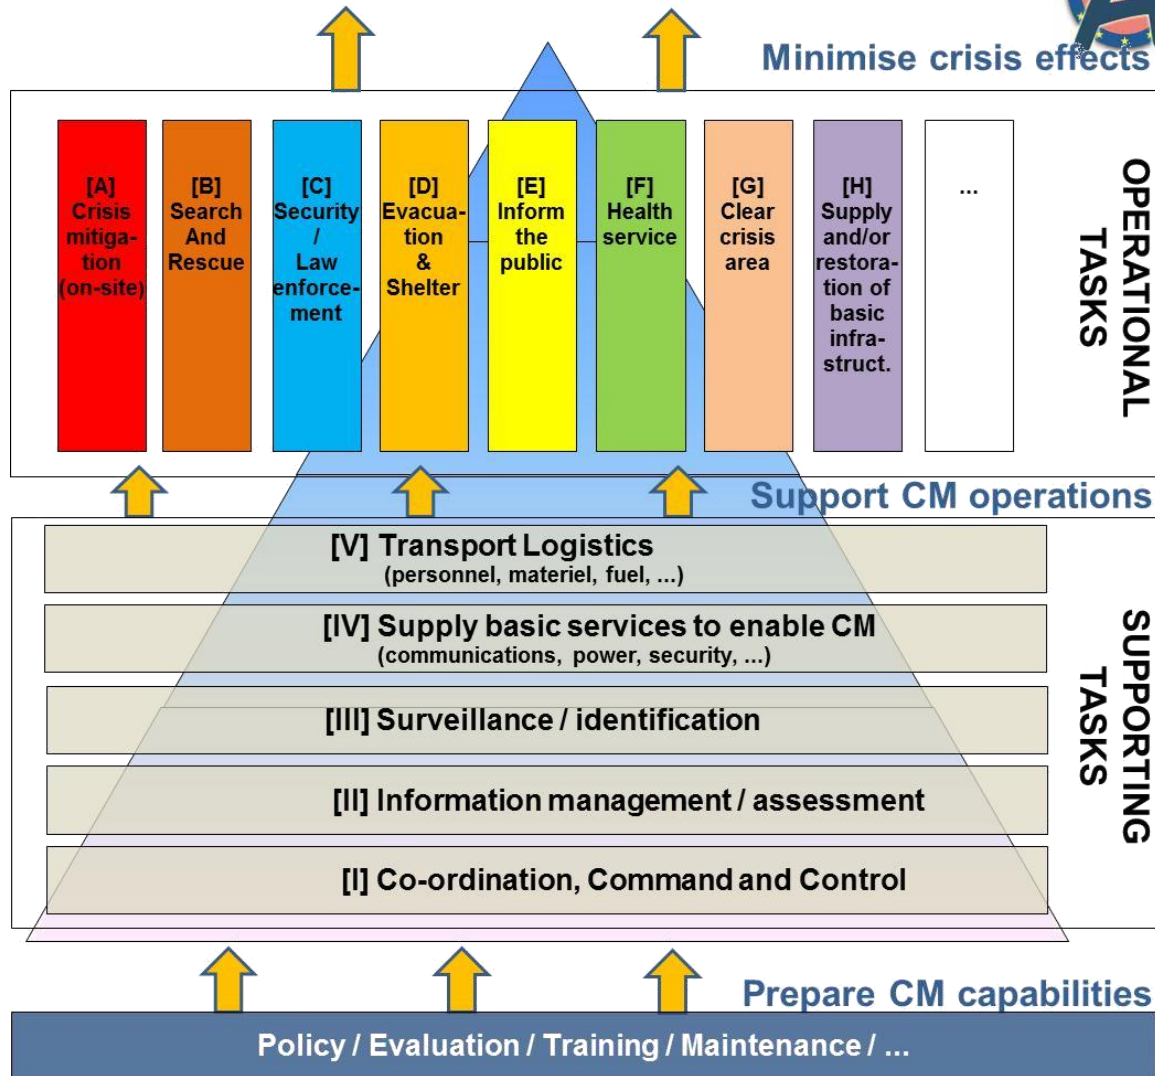 Minimise crisis effects
[A]
Crisis
mitiga-
tion
(on-site)
[B]
Search
And
Rescue
[C]
Security
/
Law
enforce-
ment
[D]
Evacua-
tion
&
Shelter
[E]
Inform
the
public
[F]
Health
service
[G]
Clear
crisis
area
[H]
Supply
and/or
restora-
tion of
basic
infra-
struct.
...
OPERATIONAL
TASKS
Support CM operations
[V] Transport Logistics
(personnel, materiel, fuel, ...)
[IV] Supply basic services to enable CM
(communications, power, security, ...)
[III] Surveillance / identification
[II] Information management / assessment
[I] Co-ordination, Command and Control
SUPPORTING
TASKS
Prepare CM capabilities
Policy / Evaluation / Training / Maintenance / ...